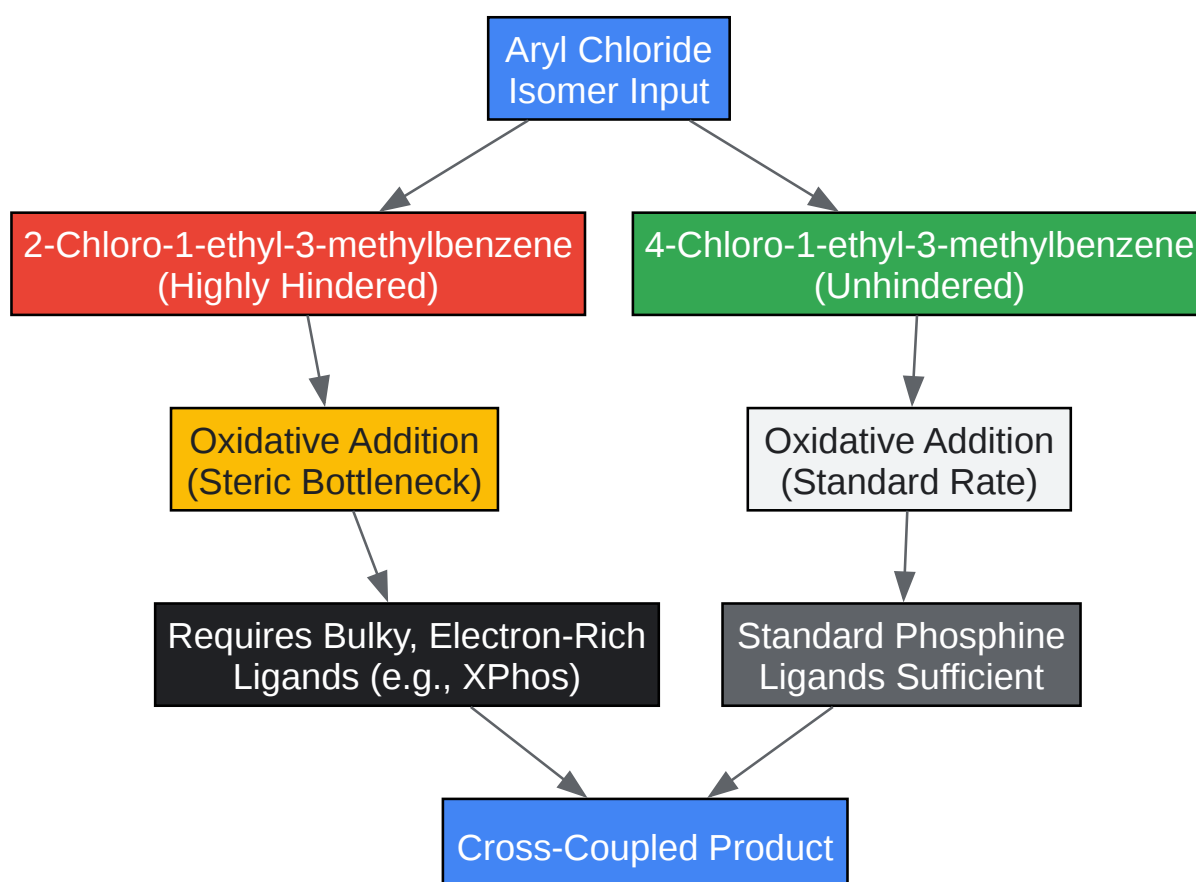 Aryl Chloride
Isomer Input
2-Chloro-1-ethyl-3-methylbenzene
(Highly Hindered)
4-Chloro-1-ethyl-3-methylbenzene
(Unhindered)
Oxidative Addition
(Steric Bottleneck)
Oxidative Addition
(Standard Rate)
Requires Bulky, Electron-Rich
Ligands (e.g., XPhos)
Standard Phosphine
Ligands Sufficient
Cross-Coupled Product